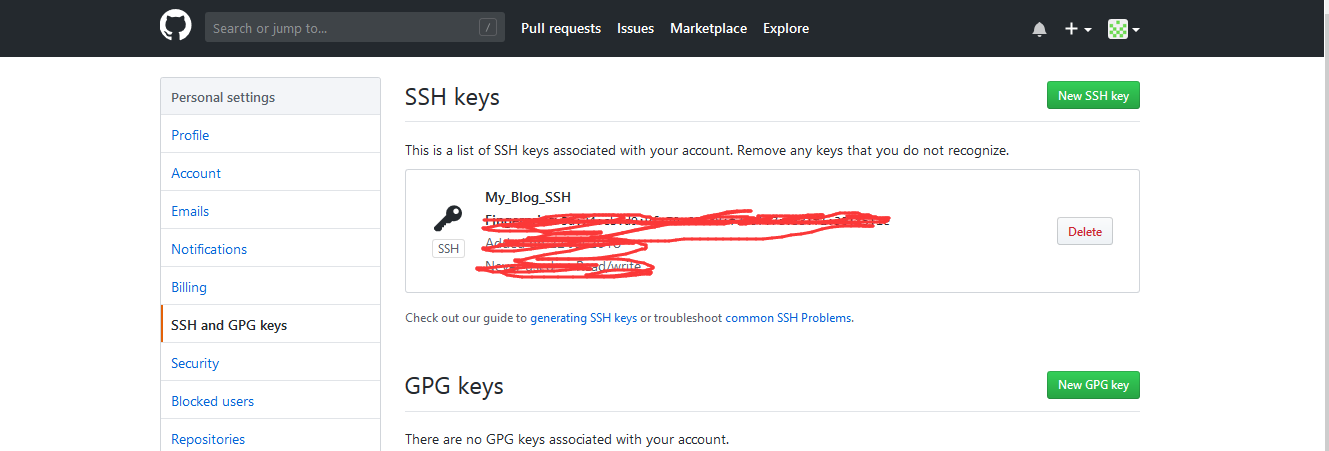 Search or jump to... / Pull requests Issues Marketplace Explore
Personal settings
Profile
Account
Emails
Notifications
Billing
SSH and GPG keys
Security
Blocked users
Repositories
SSH keys
New SSH key
This is a list of SSH keys associated with your account. Remove any keys that you do not recognize.
My_Blog_SSH
Added
Read/write
SSH
Delete
Check out our guide to generating SSH keys or troubleshoot common SSH Problems.
GPG keys
New GPG key
There are no GPG keys associated with your account.